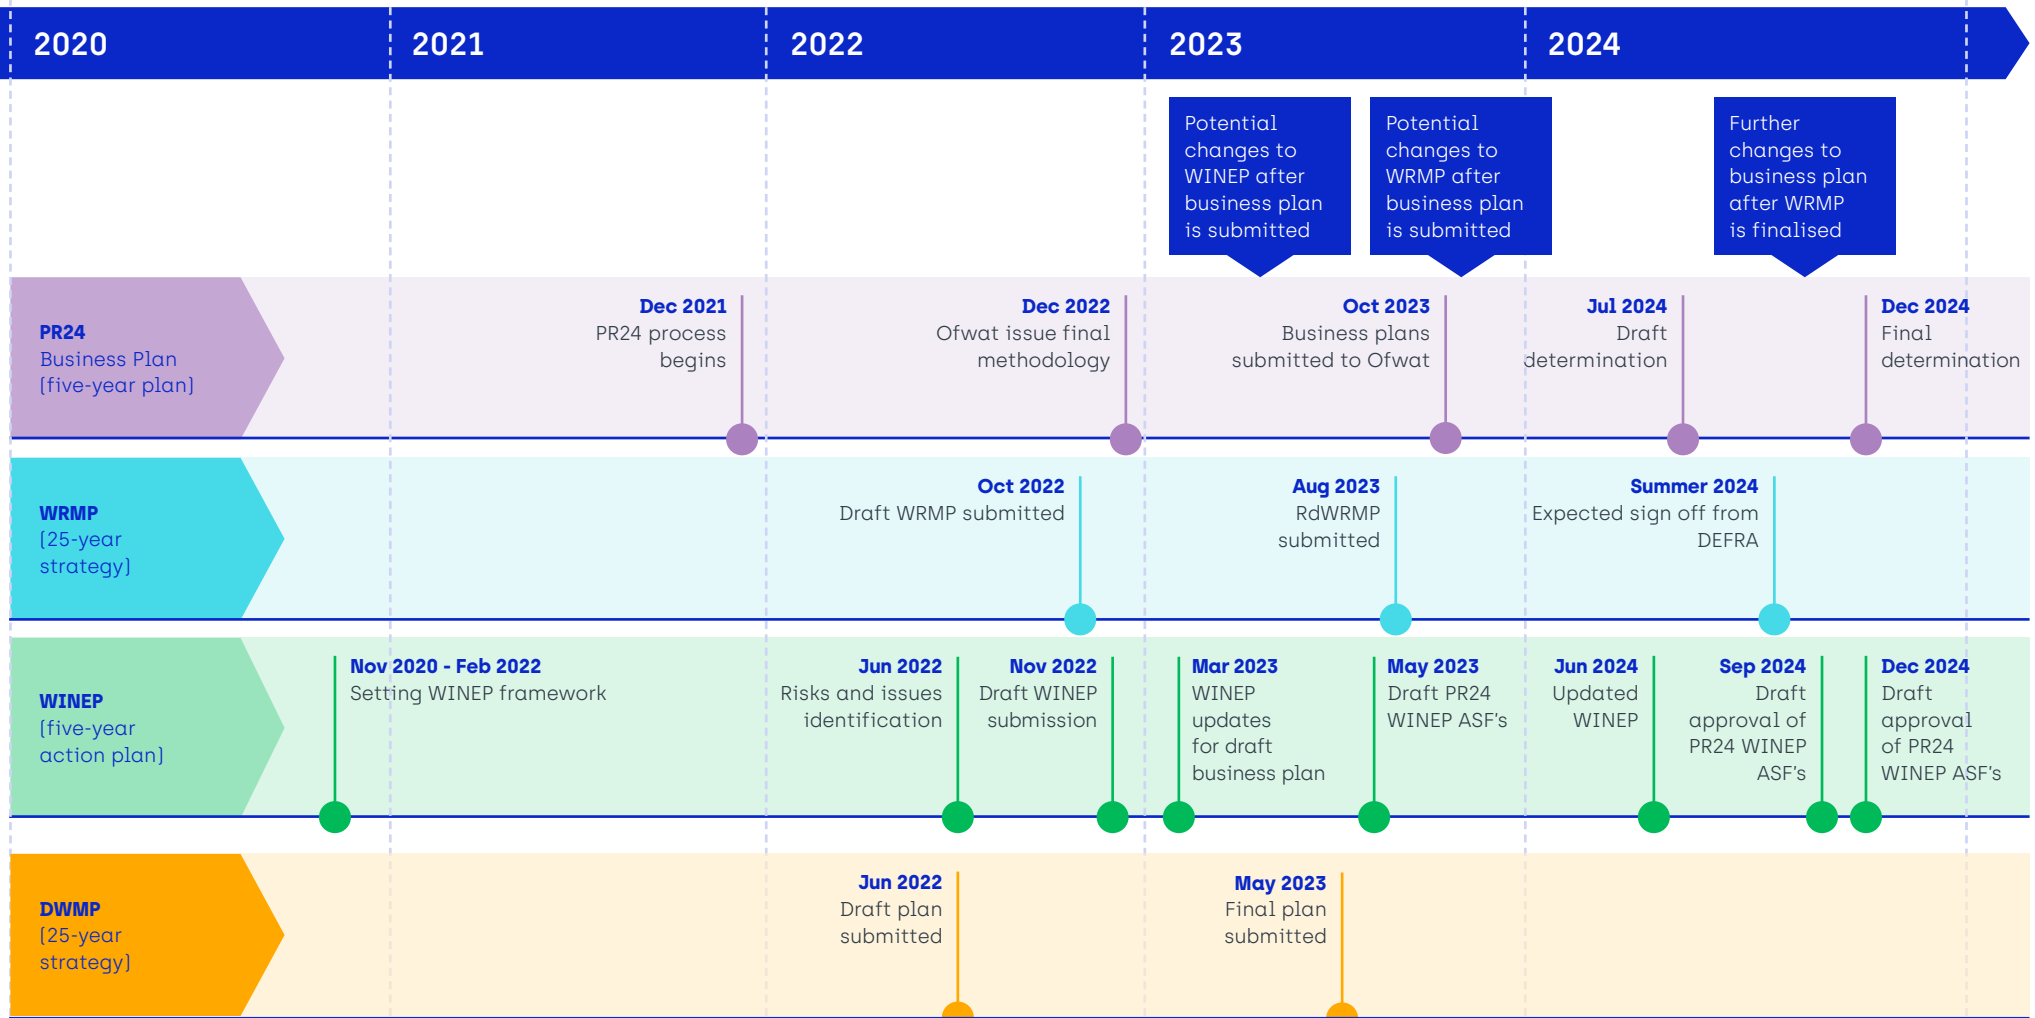 2020
2021
2022
2023
2024
Potential
changes to
WINEP after
business plan
is submitted
Potential
changes to
WRMP after
business plan
is submitted
Further
changes to
business plan
after WRMP
is finalised
PR24
Business Plan
(five-year plan)
Dec 2021
PR24 process
begins
Dec 2022
Ofwat issue final
methodology
Oct 2023
Business plans
submitted to Ofwat
Jul 2024
Draft
determination
Dec 2024
Final
determination
WRMP
(25-year
strategy)
Oct 2022
Draft WRMP submitted
Aug 2023
RdWRMP
submitted
Summer 2024
Expected sign off from
DEFRA
WINEP
(five-year
action plan)
Nov 2020 - Feb 2022
Setting WINEP framework
Jun 2022
Risks and issues
identification
Nov 2022
Draft WINEP
submission
Mar 2023
WINEP
updates
for draft
business plan
May 2023
Draft PR24
WINEP ASF's
Jun 2024
Updated
WINEP
Sep 2024
Draft
approval of
PR24 WINEP
ASF's
Dec 2024
Draft
approval
of PR24
WINEP ASF's
DWMP
(25-year
strategy)
Jun 2022
Draft plan
submitted
May 2023
Final plan
submitted